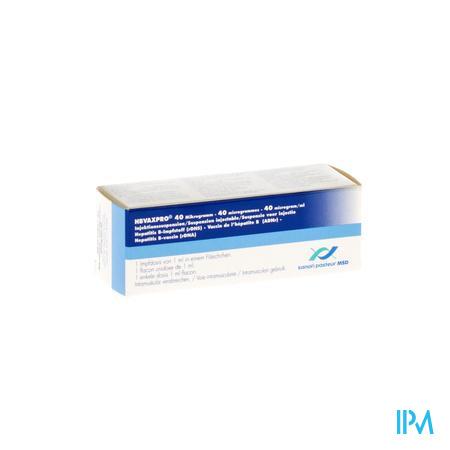 HBVAXPRO® 40 Mikrogramm - 40 microgrammes - 40 microgram/ml
Injektionssuspension/Suspension injectable/Suspensie voor injectie
Hepatitis B-Impfstoff (rDNS) - Vaccin de l'hépatite B (ADNr) -
Hepatitis B-vaccin (rDNA)
1 Impfdosis von 1 ml in einem Fläschchen.
1 flacon unidose de 1 ml.
1 enkele dosis 1 ml flacon.
Intramuskulär verabreichen. / Voie intramusculaire / Intramusculair gebruik.
sanofi pasteur MSD
IPM